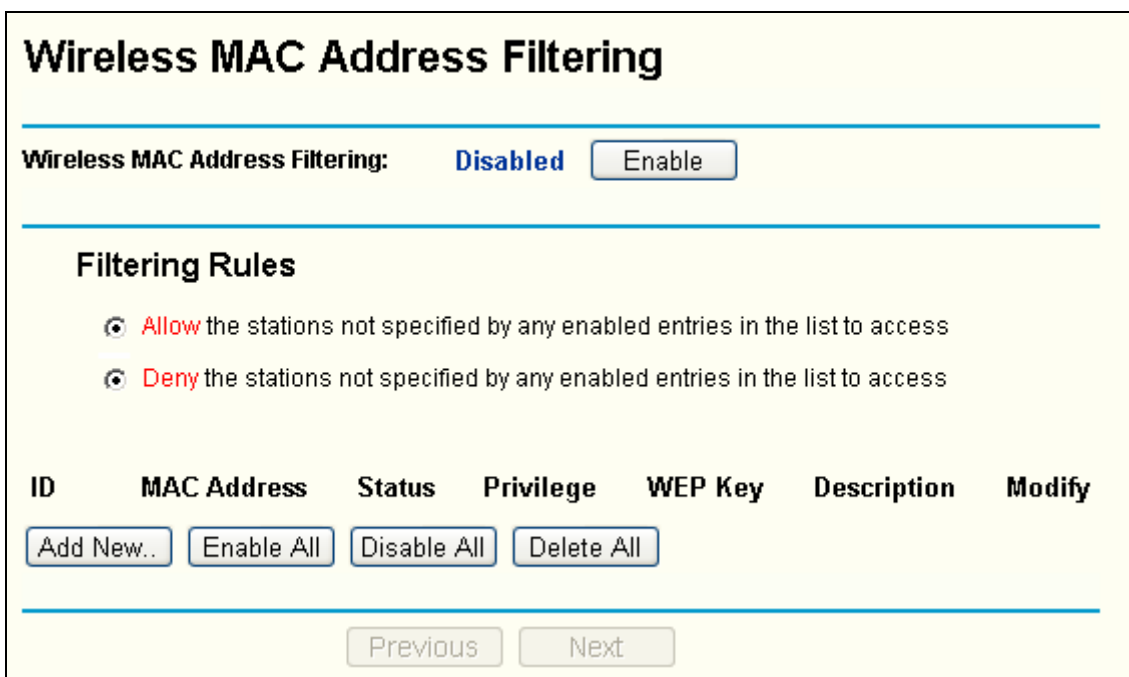 Wireless MAC Address Filtering
Wireless MAC Address Filtering: Disabled Enable
Filtering Rules
Allow the stations not specified by any enabled entries in the list to access
Deny the stations not specified by any enabled entries in the list to access
ID MAC Address Status Privilege WEP Key Description Modify
Add New.. Enable All Disable All Delete All
Previous Next